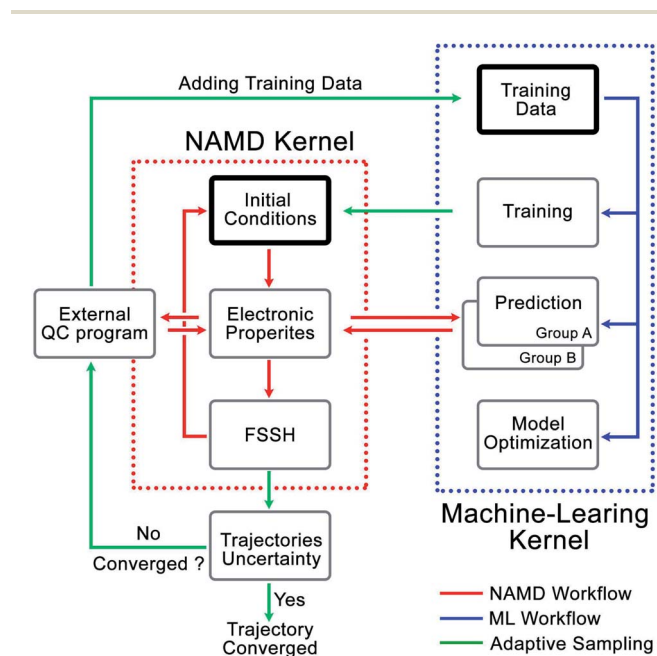 Adding Training Data
Training
Data
NAMD Kernel
Initial
Conditions
Training
External
QC program
Electronic
Properites
Prediction
Group A
Group B
FSSH
Model
Optimization
Machine-Learing
Kernel
No
Converged ?
Trajectories
Uncertainty
Yes
Trajectory
Converged
NAMD Workflow
ML Workflow
Adaptive Sampling